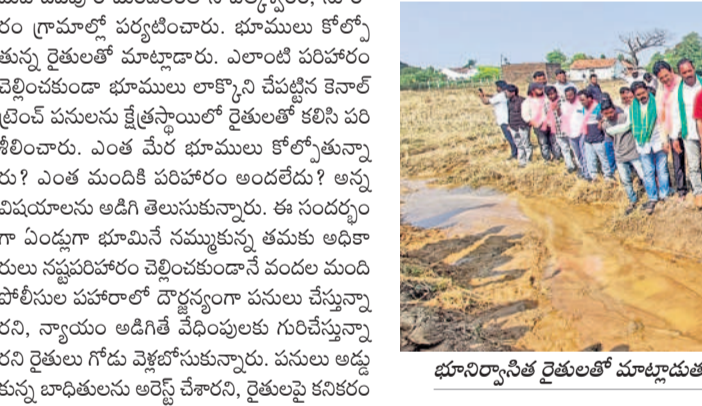 రం గ్రామాల్లో పర్యటించారు. భూములు కోల్పో
తున్న రైతులతో మాట్లాడారు. ఎలాంటి పరిహారం
చెల్లించకుండా భూములు లాక్కొని చేపట్టిన కెనాల్
ట్రెంచ్ పనులను క్షేత్రస్థాయిలో రైతులతో కలిసి పరి
శీలించారు. ఎంత మేర భూములు కోల్పోతున్నా
రు? ఎంత మందికి పరిహారం అందలేదు? అన్న
విషయాలను అడిగి తెలుసుకున్నారు. ఈ సందర్భం
గా ఏండ్లుగా భూమినే నమ్ముకున్న తమకు అధికా
రులు నష్టపరిహారం చెల్లించకుండానే వందల మంది
పోలీసుల పహారాలో దౌర్జన్యంగా పనులు చేస్తున్నా
రని, న్యాయం అడిగితే వేధింపులకు గురిచేస్తున్నా
రని రైతులు గోడు వెళ్లబోసుకున్నారు. పనులు అడ్డు
కున్న బాధితులను అరెస్ట్ చేశారని, రైతులపై కనికరం
భూనిర్వాసిత రైతులతో మాట్లాడుత